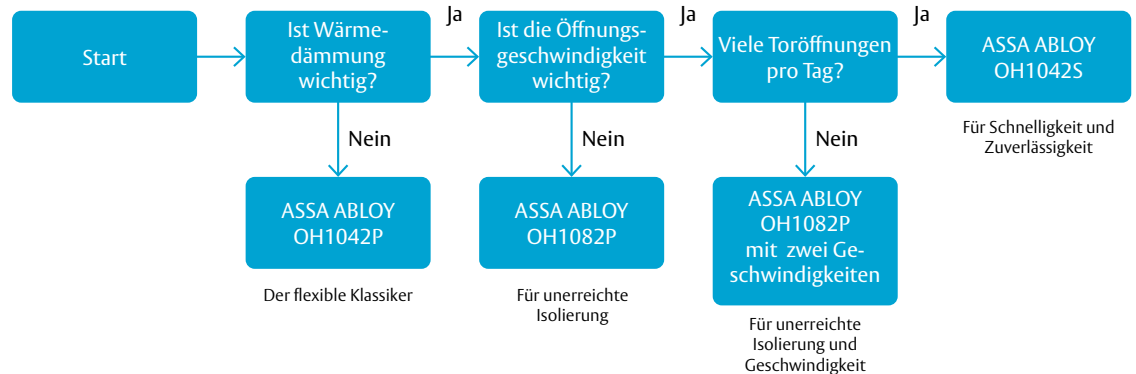 Start
Ist Wärme-
dämmung
wichtig?
Ja
Ist die Öffnungs-
geschwindigkeit
wichtig?
Ja
Viele Toröffnungen
pro Tag?
Ja
ASSA ABLOY
OH1042S
Für Schnelligkeit und
Zuverlässigkeit
Nein
Nein
Nein
ASSA ABLOY
OH1042P
Der flexible Klassiker
ASSA ABLOY
OH1082P
Für unerreichte
Isolierung
ASSA ABLOY
OH1082P
mit zwei Ge-
schwindigkeiten
Für unerreichte
Isolierung und
Geschwindigkeit